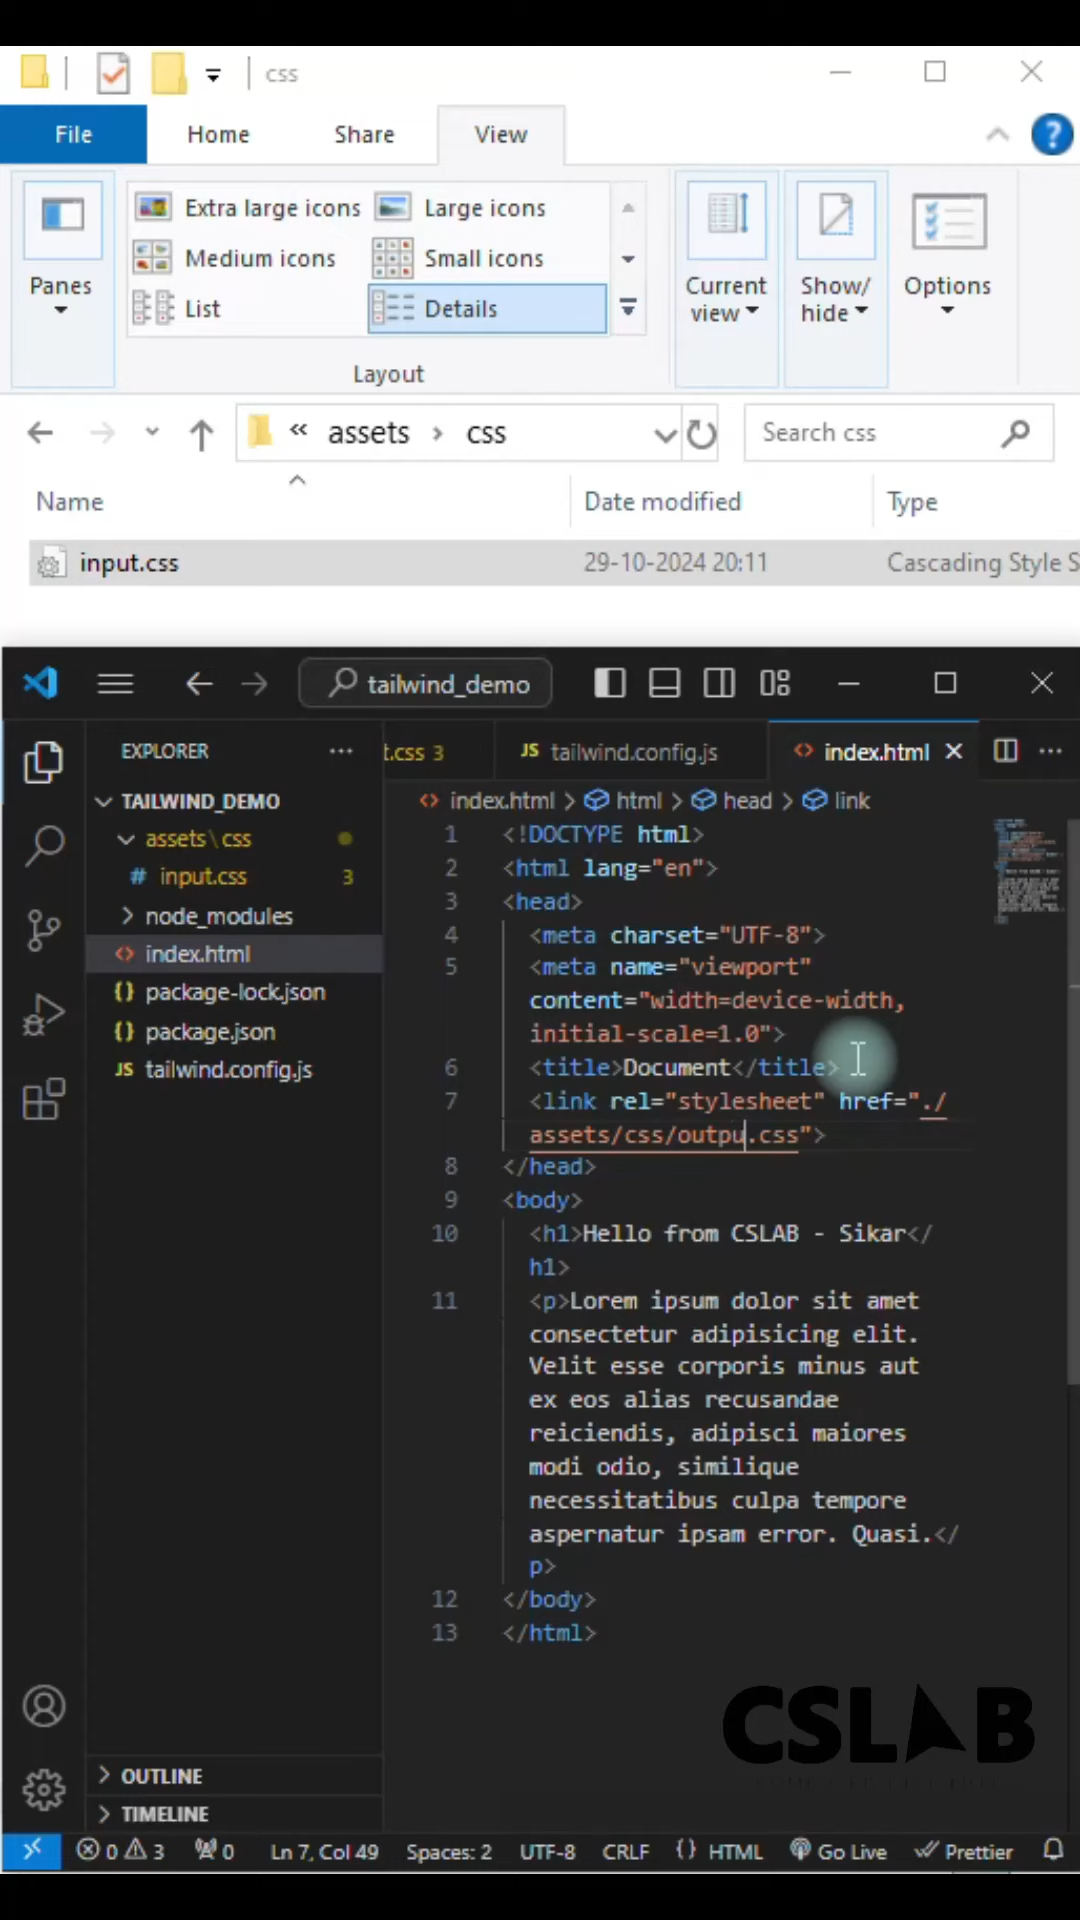 css
File Home Share View
Extra large icons Large icons
Medium icons Small icons
List Details
Panes
Current view
Show/ hide
Options
Layout
« assets › css
Search css
Name Date modified Type
input.css 29-10-2024 20:11 Cascading Style S
tailwind_demo
EXPLORER ···
t.css 3 JS tailwind.config.js <> index.html
TAILWIND_DEMO
assets\css
# input.css 3
node_modules
<> index.html
{} package-lock.json
{} package.json
JS tailwind.config.js
<> index.html > html > head > link
1 <!DOCTYPE html>
2 <html lang="en">
3 <head>
4 <meta charset="UTF-8">
5 <meta name="viewport"
content="width=device-width,
initial-scale=1.0">
6 <title>Document</title>
7 <link rel="stylesheet" href="./
assets/css/outpu.css">
8 </head>
9 <body>
10 <h1>Hello from CSLAB - Sikar</
h1>
11 <p>Lorem ipsum dolor sit amet
consectetur adipisicing elit.
Velit esse corporis minus aut
ex eos alias recusandae
reiciendis, adipisci maiores
modi odio, similique
necessitatibus culpa tempore
aspernatur ipsam error. Quasi.</
p>
12 </body>
13 </html>
CSLAB
OUTLINE
TIMELINE
0 3 0 Ln 7, Col 49 Spaces: 2 UTF-8 CRLF {} HTML Go Live Prettier